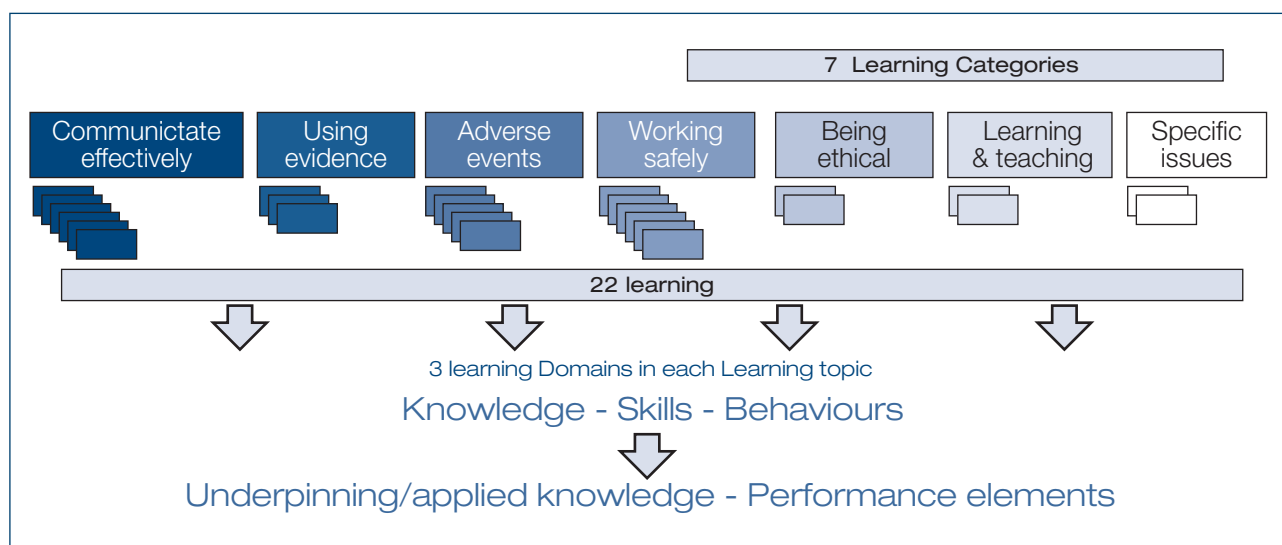 7 Learning Categories
Communictate
effectively
Using
evidence
Adverse
events
Working
safely
Being
ethical
Learning
& teaching
Specific
issues
22 learning
3 learning Domains in each Learning topic
Knowledge - Skills - Behaviours
Underpinning/applied knowledge - Performance elements